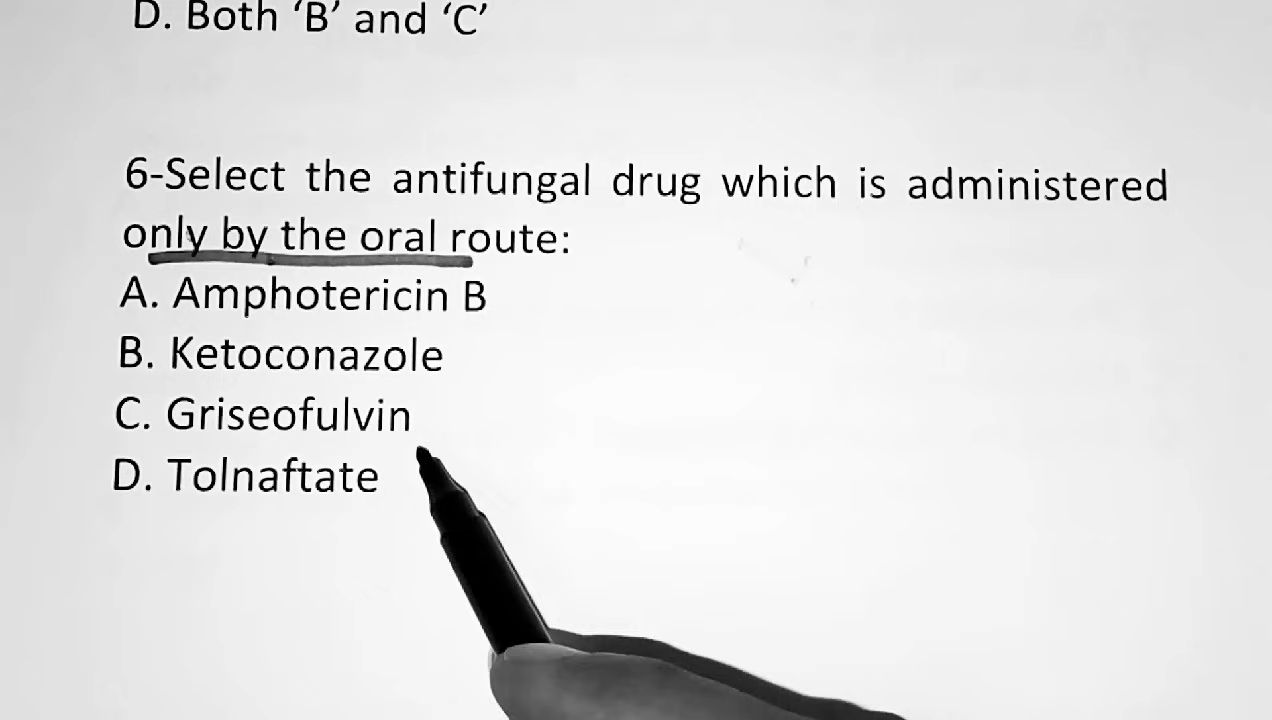 D. Both ‘B’ and ‘C’
6-Select the antifungal drug which is administered
only by the oral route:
A. Amphotericin B
B. Ketoconazole
C. Griseofulvin
D. Tolnaftate